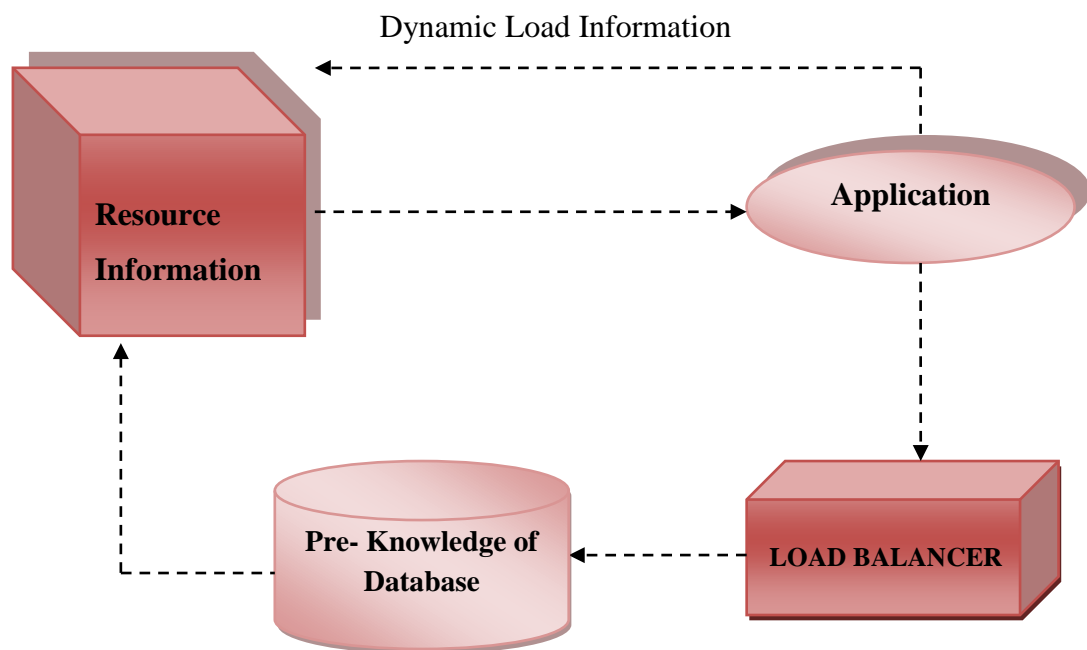 Dynamic Load Information
Application
Resource
Information
Pre- Knowledge of
Database
LOAD BALANCER